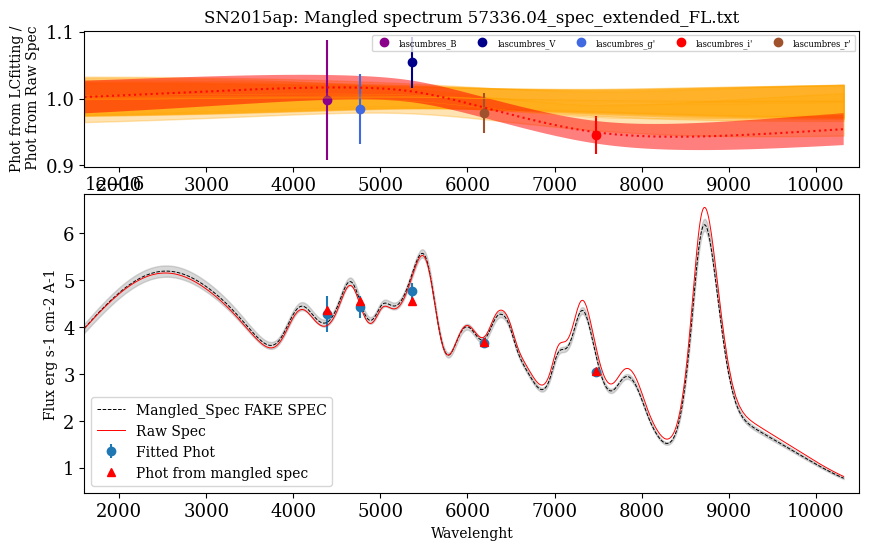 SN2015ap: Mangled spectrum 57336.04_spec_extended_FL.txt
Phot from LCfitting /
Phot from Raw Spec
1.1
1.0
0.9
lascumbres_B
lascumbres_V
lascumbres_g'
lascumbres_i'
lascumbres_r'
2000 3000 4000 5000 6000 7000 8000 9000 10000
1e−16
Flux erg s-1 cm-2 A-1
6
5
4
3
2
1
Mangled_Spec FAKE SPEC
Raw Spec
Fitted Phot
Phot from mangled spec
2000 3000 4000 5000 6000 7000 8000 9000 10000
Wavelenght